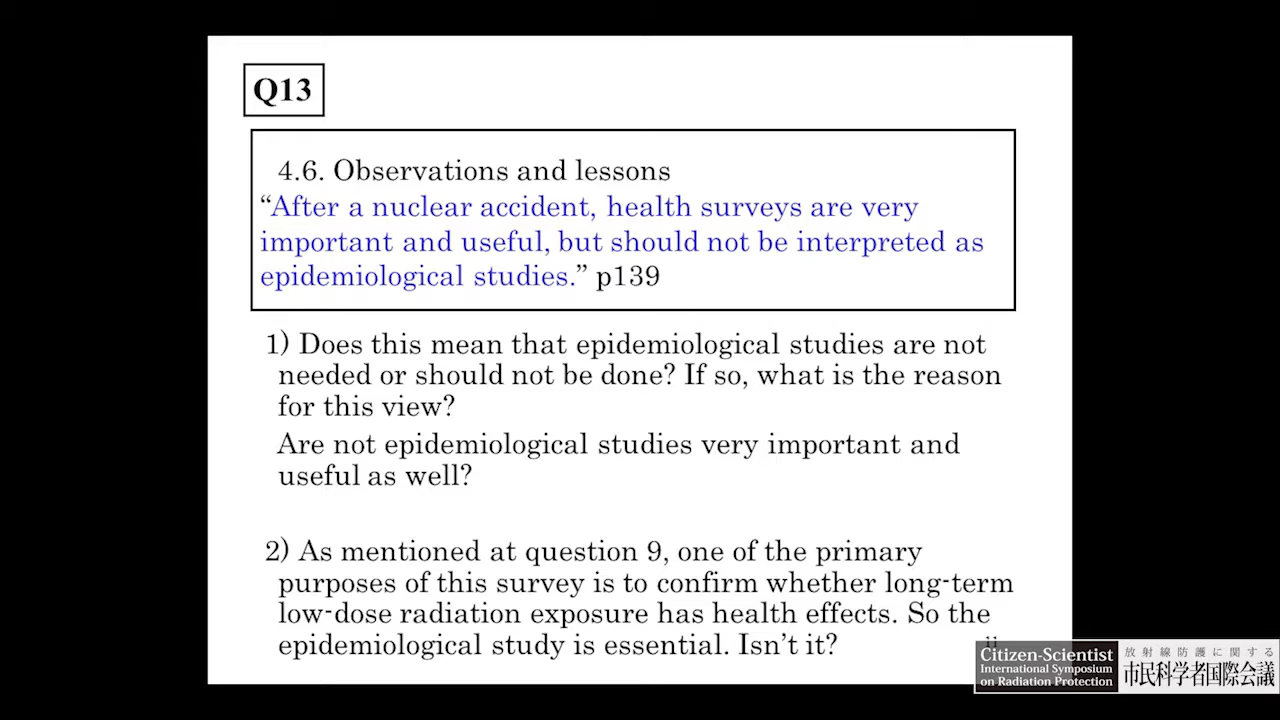 Q13
4.6. Observations and lessons
“After a nuclear accident, health surveys are very
important and useful, but should not be interpreted as
epidemiological studies.” p139
1) Does this mean that epidemiological studies are not
needed or should not be done? If so, what is the reason
for this view?
Are not epidemiological studies very important and
useful as well?
2) As mentioned at question 9, one of the primary
purposes of this survey is to confirm whether long-term
low-dose radiation exposure has health effects. So the
epidemiological study is essential. Isn’t it?
Citizen-Scientist
International Symposium
on Radiation Protection
放射線防護に関する
市民科学者国際会議